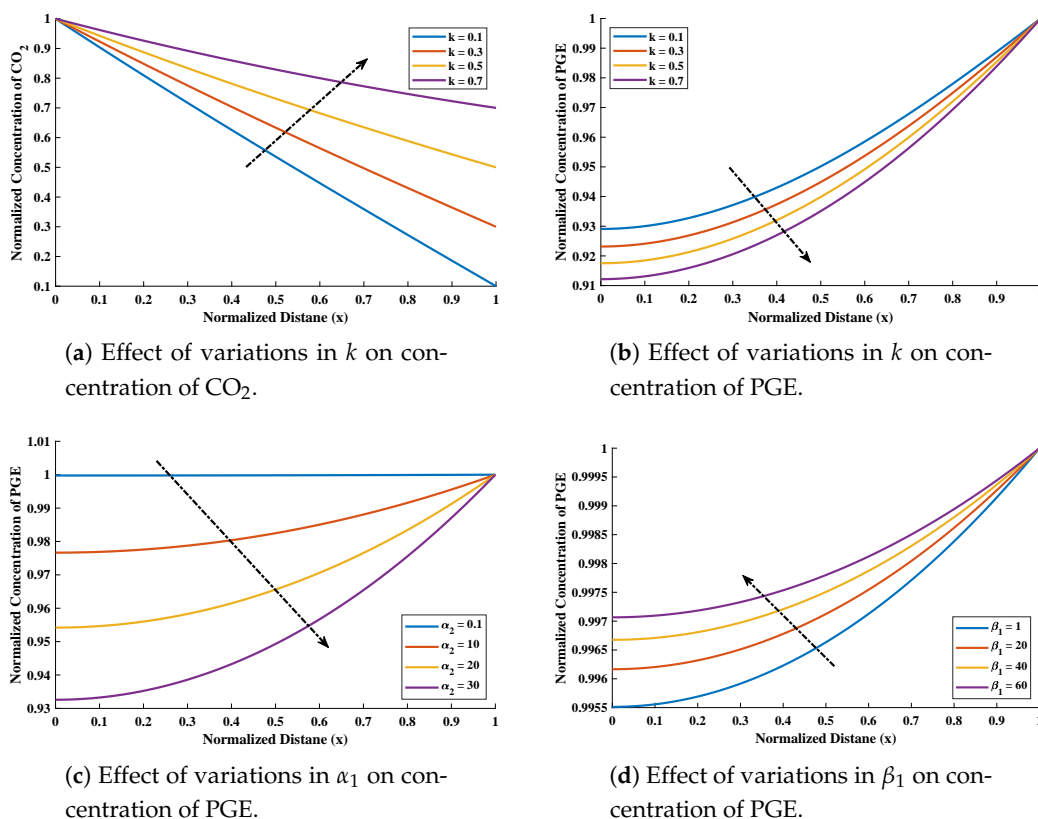 Normalized Concentration of CO2
1
0.9
0.8
0.7
0.6
0.5
0.4
0.3
0.2
0.1
0 0.1 0.2 0.3 0.4 0.5 0.6 0.7 0.8 0.9 1
Normalized Distane (x)
k = 0.1
k = 0.3
k = 0.5
k = 0.7
(a) Effect of variations in k on con-
centration of CO2.
Normalized Concentration of PGE
1
0.99
0.98
0.97
0.96
0.95
0.94
0.93
0.92
0.91
0 0.1 0.2 0.3 0.4 0.5 0.6 0.7 0.8 0.9 1
Normalized Distane (x)
k = 0.1
k = 0.3
k = 0.5
k = 0.7
(b) Effect of variations in k on con-
centration of PGE.
Normalized Concentration of PGE
1.01
1
0.99
0.98
0.97
0.96
0.95
0.94
0.93
0 0.1 0.2 0.3 0.4 0.5 0.6 0.7 0.8 0.9 1
Normalized Distane (x)
α2 = 0.1
α2 = 10
α2 = 20
α2 = 30
(c) Effect of variations in α1 on con-
centration of PGE.
Normalized Concentration of PGE
1
0.9995
0.999
0.9985
0.998
0.9975
0.997
0.9965
0.996
0.9955
0 0.1 0.2 0.3 0.4 0.5 0.6 0.7 0.8 0.9 1
Normalized Distane (x)
β1 = 1
β1 = 20
β1 = 40
β1 = 60
(d) Effect of variations in β1 on con-
centration of PGE.